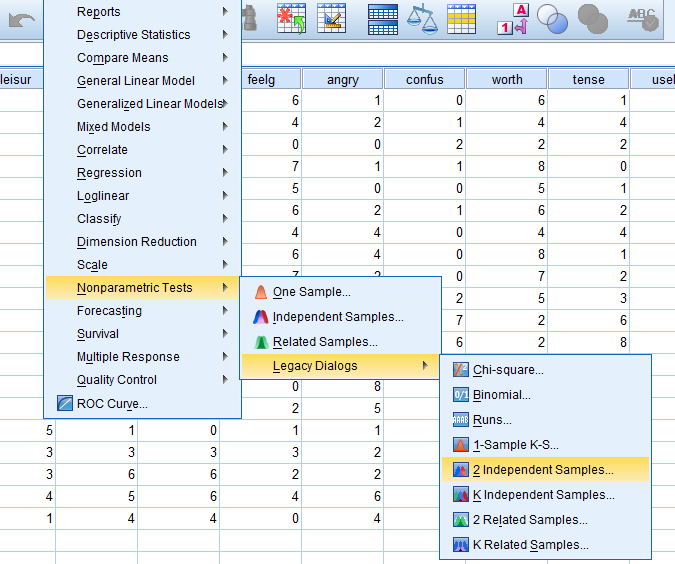 Reports
Descriptive Statistics
Compare Means
General Linear Model
Generalized Linear Models
Mixed Models
Correlate
Regression
Loglinear
Classify
Dimension Reduction
Scale
Nonparametric Tests
Forecasting
Survival
Multiple Response
Quality Control
ROC Curve...
One Sample...
Independent Samples...
Related Samples...
Legacy Dialogs
Chi-square...
0/1 Binomial...
AAAB Runs...
1-Sample K-S...
2 Independent Samples...
K Independent Samples...
2 Related Samples...
K Related Samples...
A
1
ABC
leisur feelg angry confus worth tense usel
6 1 0 6 1
4 2 1 4 4
0 0 2 2 2
7 1 1 8 0
5 0 0 5 1
6 2 1 6 2
4 4 0 4 4
6 4 0 8 1
7 2 0 7 2
2 5 3
7 2 6
6 2 8
0 8
2 5
5 1 0 1 1
3 3 3 3 2
3 6 6 2 2
4 5 6 4 6
1 4 4 0 4